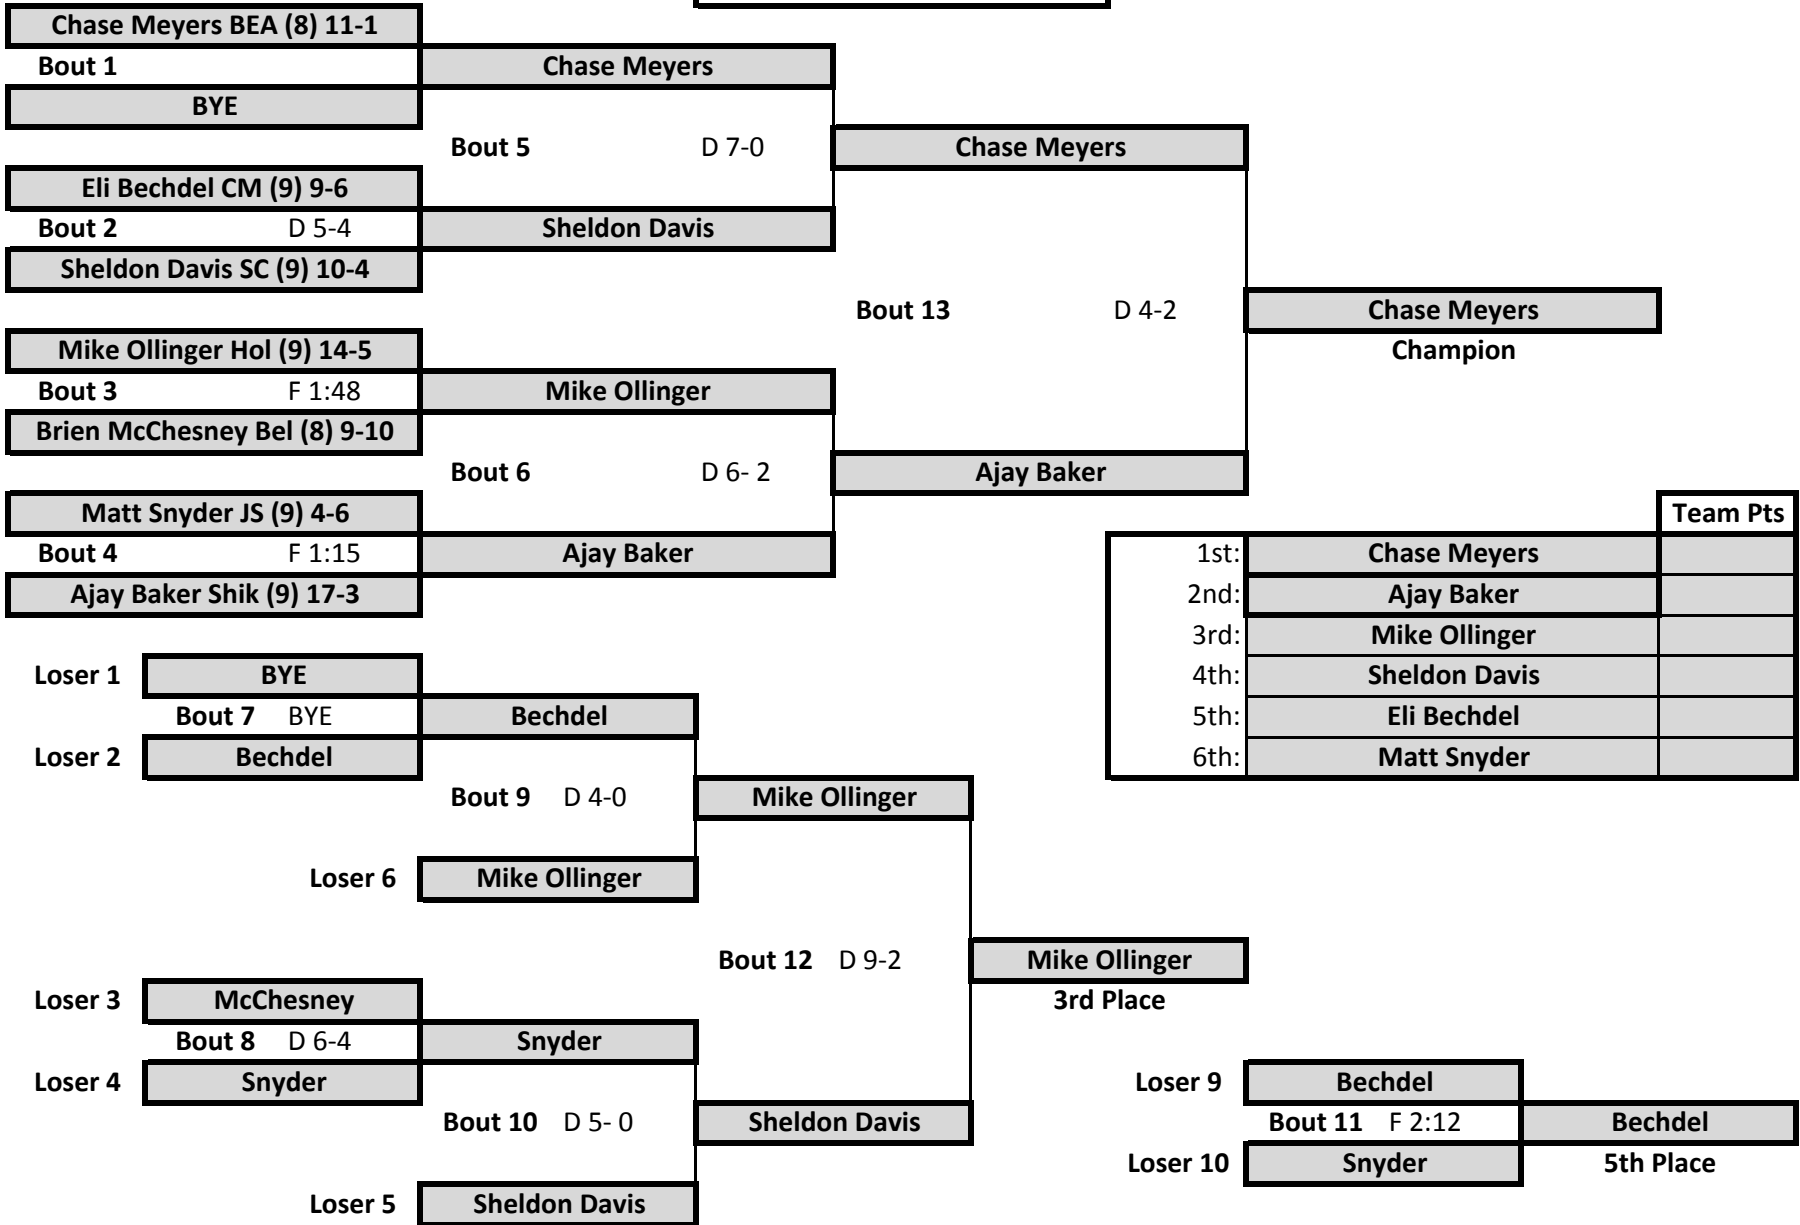 Chase Meyers BEA (8) 11-1
Bout 1
Chase Meyers
BYE
Bout 5 D 7-0
Chase Meyers
Eli Bechdel CM (9) 9-6
Bout 2 D 5-4
Sheldon Davis
Sheldon Davis SC (9) 10-4
Bout 13 D 4-2
Chase Meyers
Champion
Mike Ollinger Hol (9) 14-5
Bout 3 F 1:48
Mike Ollinger
Brien McChesney Bel (8) 9-10
Bout 6 D 6- 2
Ajay Baker
Matt Snyder JS (9) 4-6
Bout 4 F 1:15
Ajay Baker
Ajay Baker Shik (9) 17-3
Team Pts
1st: Chase Meyers
2nd: Ajay Baker
3rd: Mike Ollinger
4th: Sheldon Davis
5th: Eli Bechdel
6th: Matt Snyder
Loser 1 BYE
Bout 7 BYE
Bechdel
Loser 2 Bechdel
Bout 9 D 4-0
Mike Ollinger
Loser 6 Mike Ollinger
Bout 12 D 9-2
Mike Ollinger
3rd Place
Loser 3 McChesney
Bout 8 D 6-4
Snyder
Loser 4 Snyder
Bout 10 D 5- 0
Sheldon Davis
Loser 5 Sheldon Davis
Loser 9 Bechdel
Bout 11 F 2:12
Bechdel
Loser 10 Snyder
5th Place